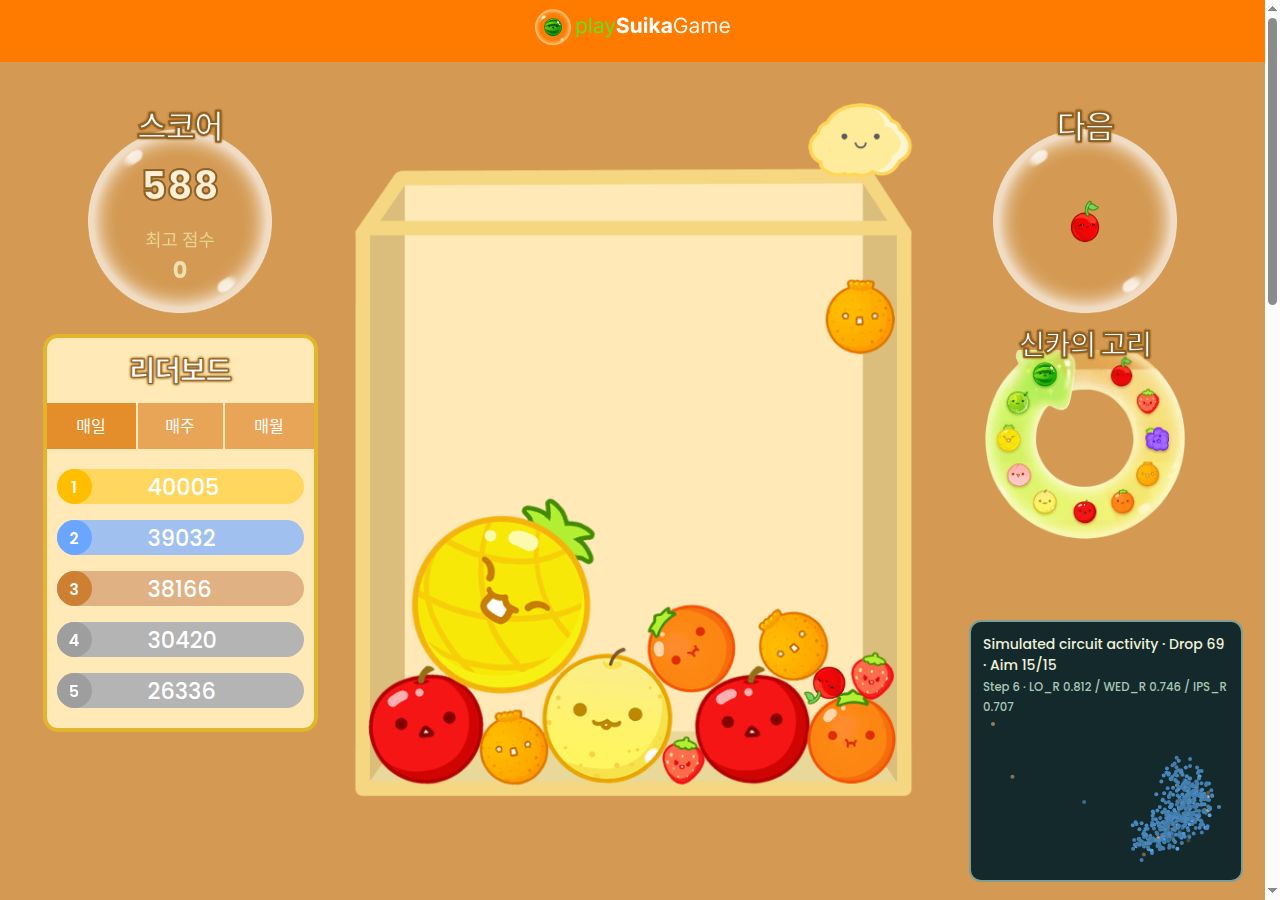 playSuikaGame
스코어
588
최고 점수
0
다음
신카의 고리
리더보드
매일 매주 매월
1 40005
2 39032
3 38166
4 30420
5 26336
Simulated circuit activity · Drop 69
· Aim 15/15
Step 6 · LO_R 0.812 / WED_R 0.746 / IPS_R
0.707